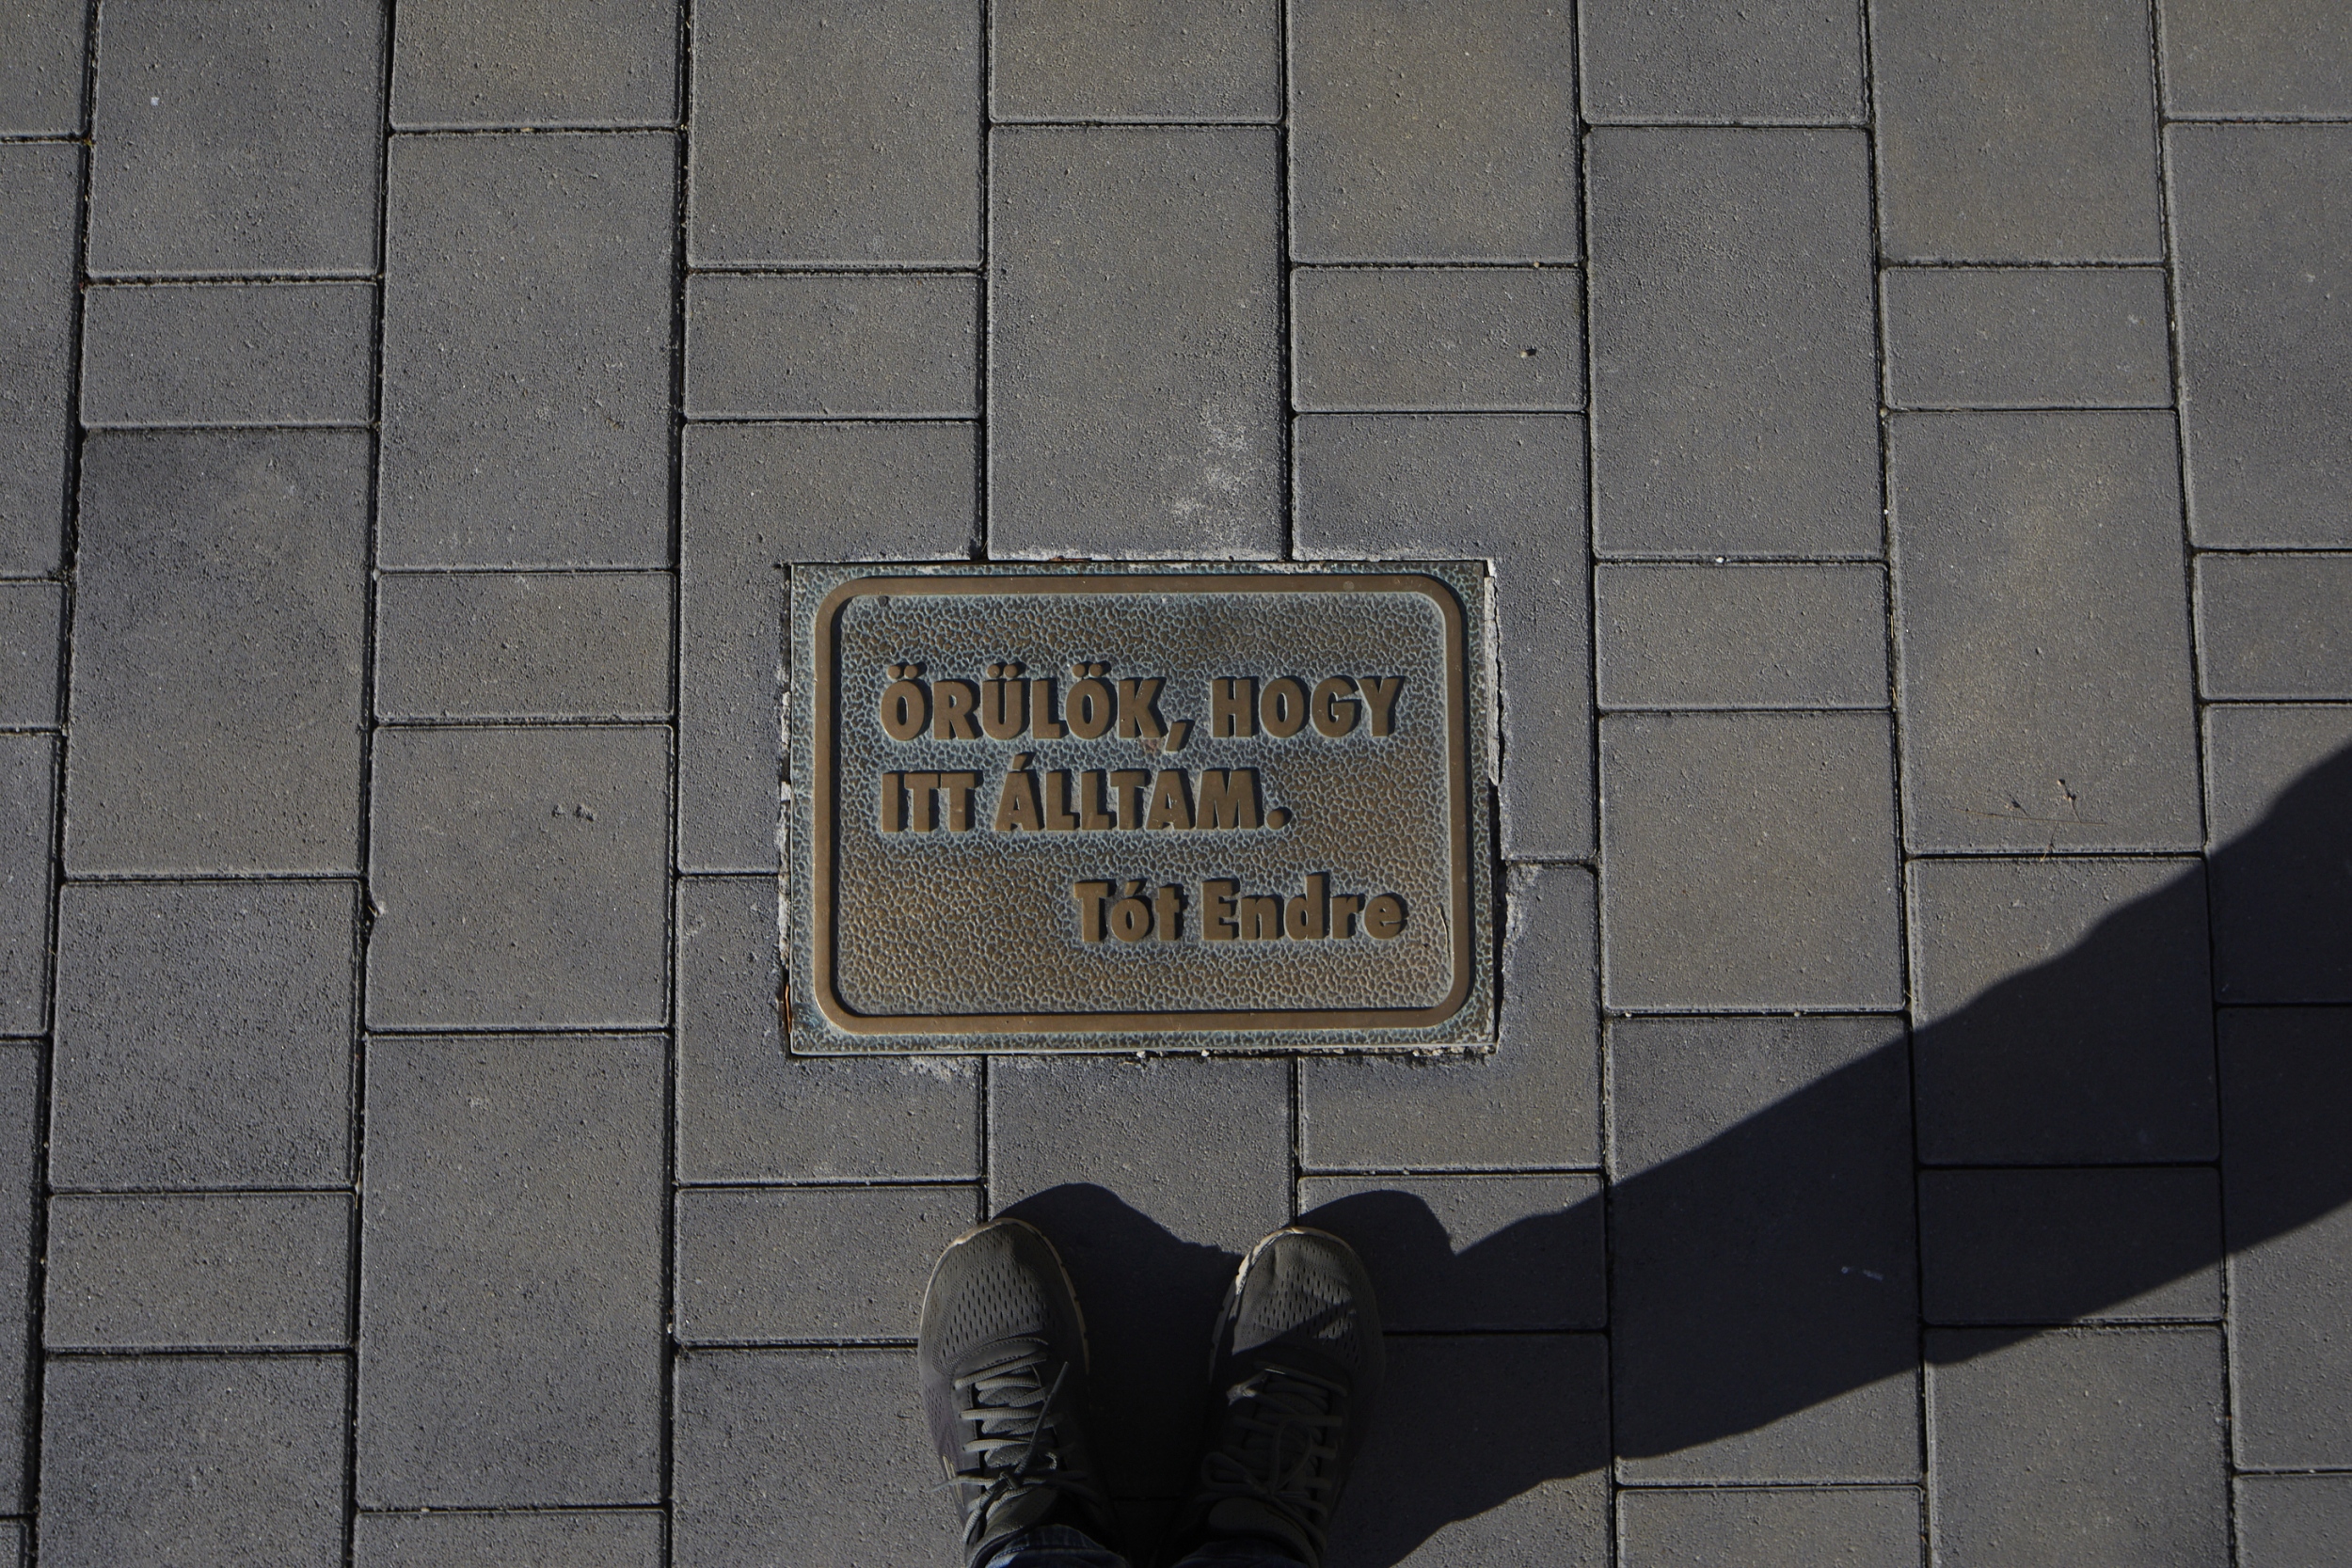 ÖRÜLÖK, HOGY
ITT ÁLLTAM.
Tót Endre